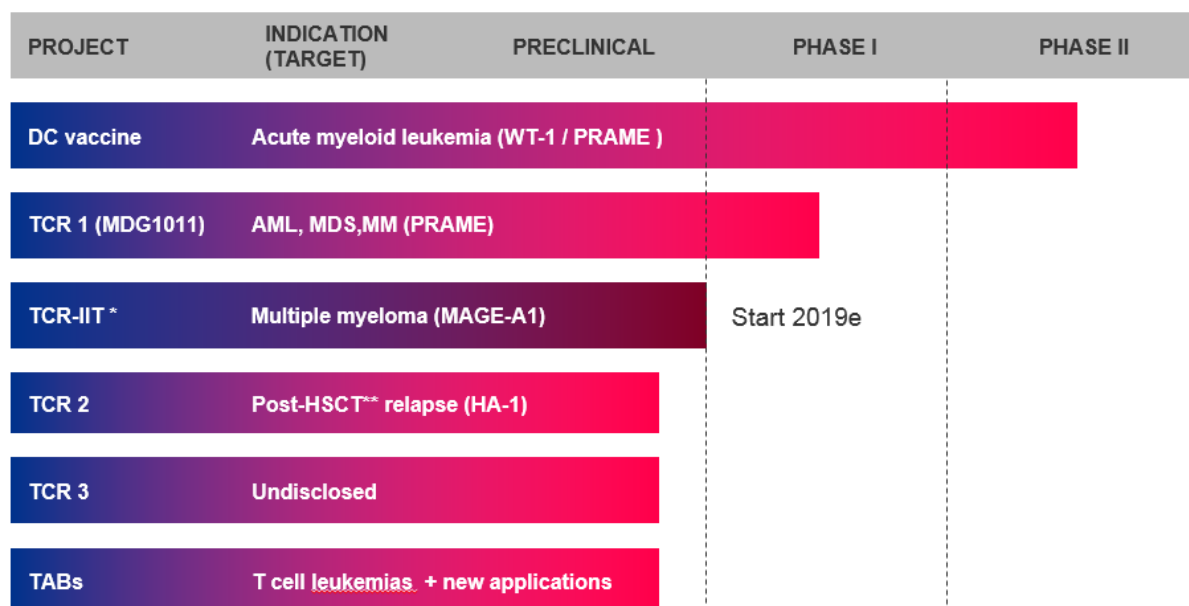 PROJECT INDICATION (TARGET) PRECLINICAL PHASE I PHASE II
DC vaccine Acute myeloid leukemia (WT-1 / PRAME )
TCR 1 (MDG1011) AML, MDS,MM (PRAME)
TCR-IIT * Multiple myeloma (MAGE-A1) Start 2019e
TCR 2 Post-HSCT** relapse (HA-1)
TCR 3 Undisclosed
TABs T cell leukemias + new applications